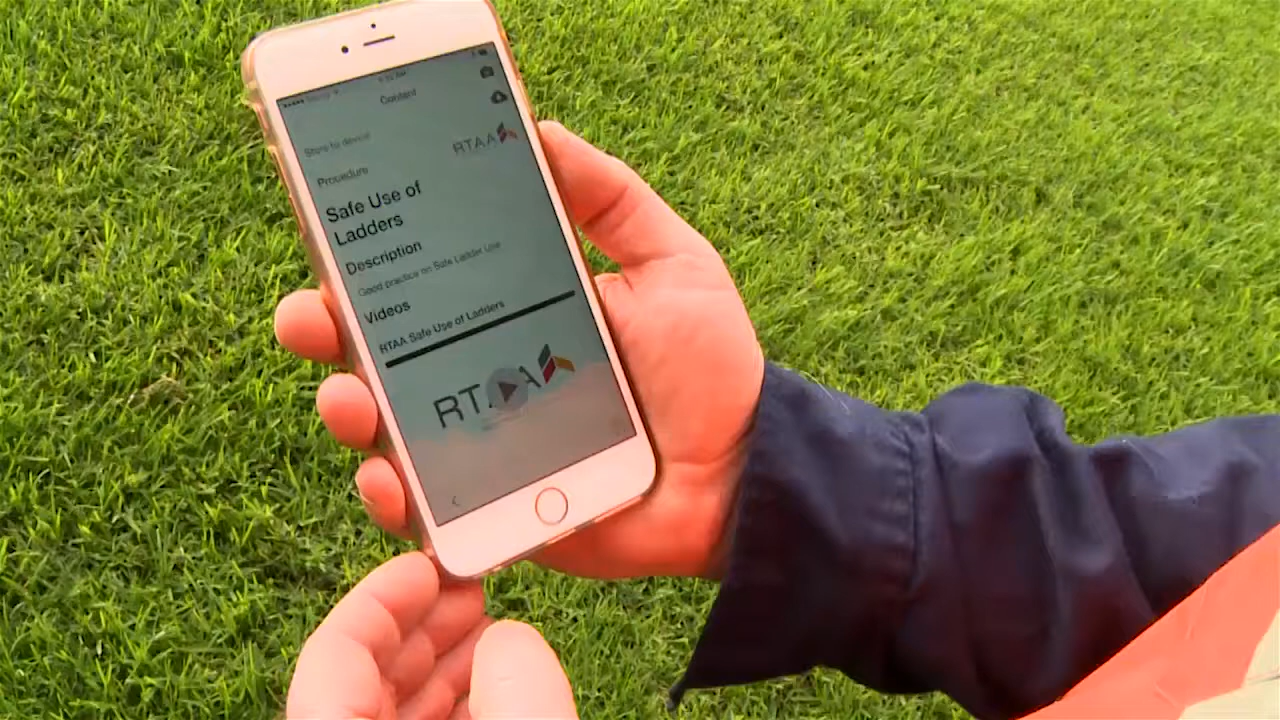 Content
Store to device
RTAA
Procedure
Safe Use of
Ladders
Description
Good practice on Safe Ladder Use
Videos
RTAA Safe Use of Ladders